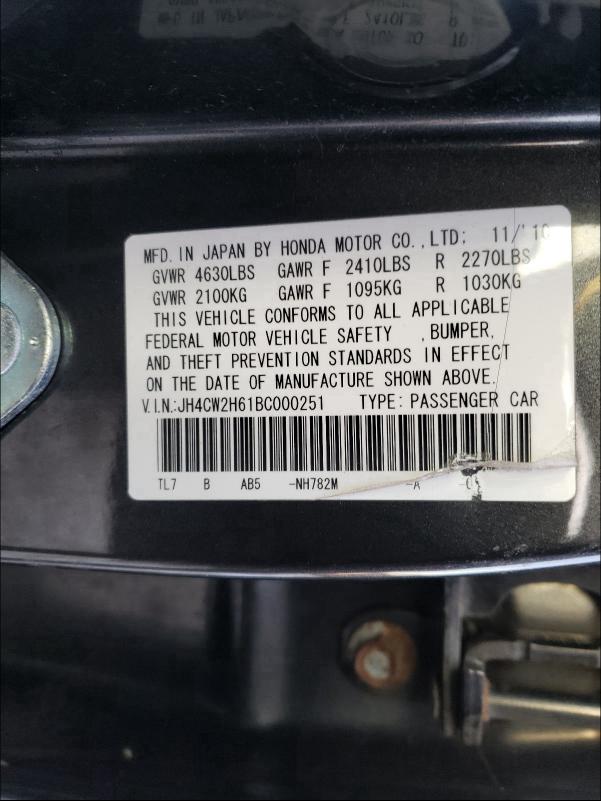 MFD. IN JAPAN BY HONDA MOTOR CO.,LTD: 11/'10
GVWR 4630LBS GAWR F 2410LBS R 2270LBS
GVWR 2100KG GAWR F 1095KG R 1030KG
THIS VEHICLE CONFORMS TO ALL APPLICABLE
FEDERAL MOTOR VEHICLE SAFETY , BUMPER,
AND THEFT PREVENTION STANDARDS IN EFFECT
ON THE DATE OF MANUFACTURE SHOWN ABOVE.
V.I.N.:JH4CW2H61BC000251 TYPE: PASSENGER CAR
TL7 B AB5 -NH782M -A